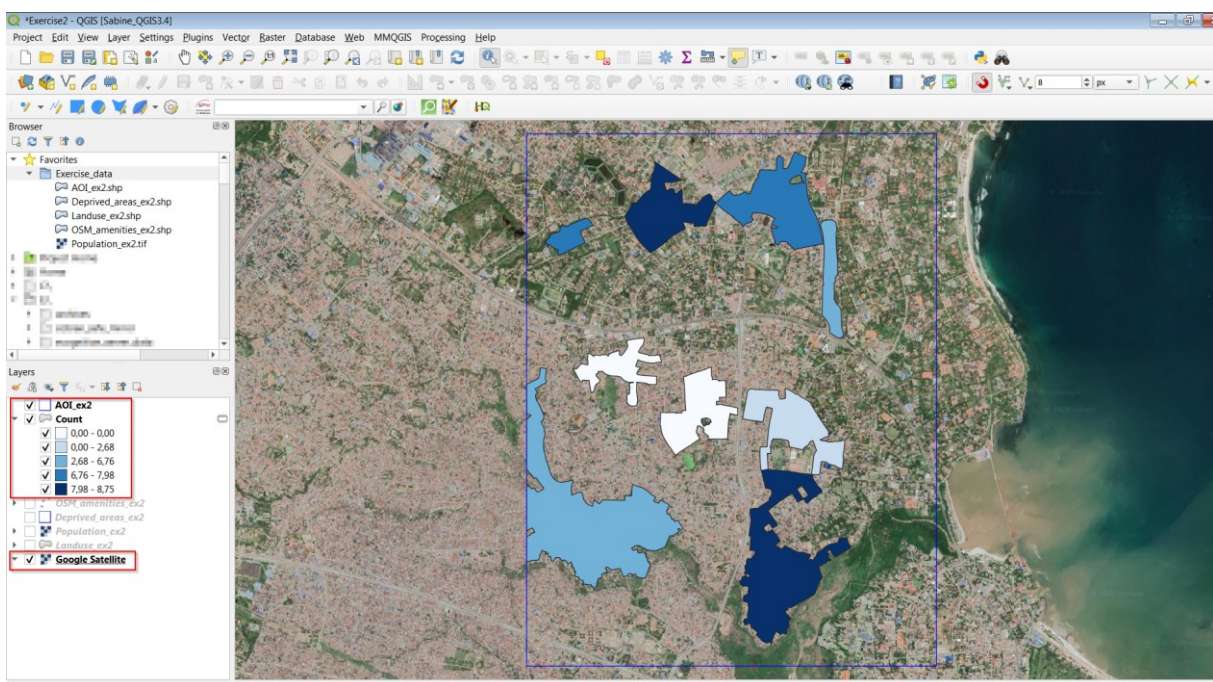 *Exercise2 - QGIS [Sabine_QGIS3.4]
Project Edit View Layer Settings Plugins Vector Raster Database Web MMQGIS Processing Help
8 px
Browser
Favorites
Exercise_data
AOI_ex2.shp
Deprived_areas_ex2.shp
Landuse_ex2.shp
OSM_amenities_ex2.shp
Population_ex2.tif
Project Home
Home
Layers
AOI_ex2
Count
0,00 - 0,00
0,00 - 2,68
2,68 - 6,76
6,76 - 7,98
7,98 - 8,75
OSM_amenities_ex2
Deprived_areas_ex2
Population_ex2
Landuse_ex2
Google Satellite